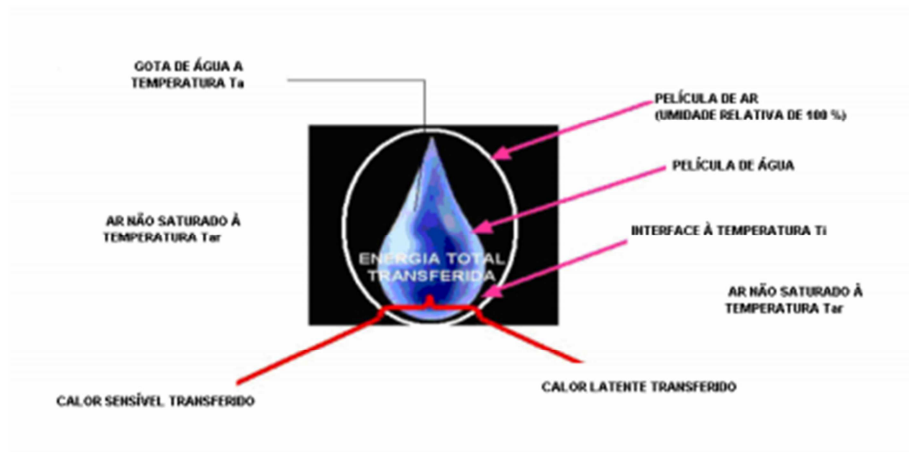 GOTA DE ÁGUA A
TEMPERATURA Ta
PELÍCULA DE AR
(UMIDADE RELATIVA DE 100 %)
PELÍCULA DE ÁGUA
AR NÃO SATURADO À
TEMPERATURA Tar
INTERFACE À TEMPERATURA Ti
ENERGIA TOTAL
TRANSFERIDA
AR NÃO SATURADO À
TEMPERATURA Tar
CALOR SENSÍVEL TRANSFERIDO
CALOR LATENTE TRANSFERIDO